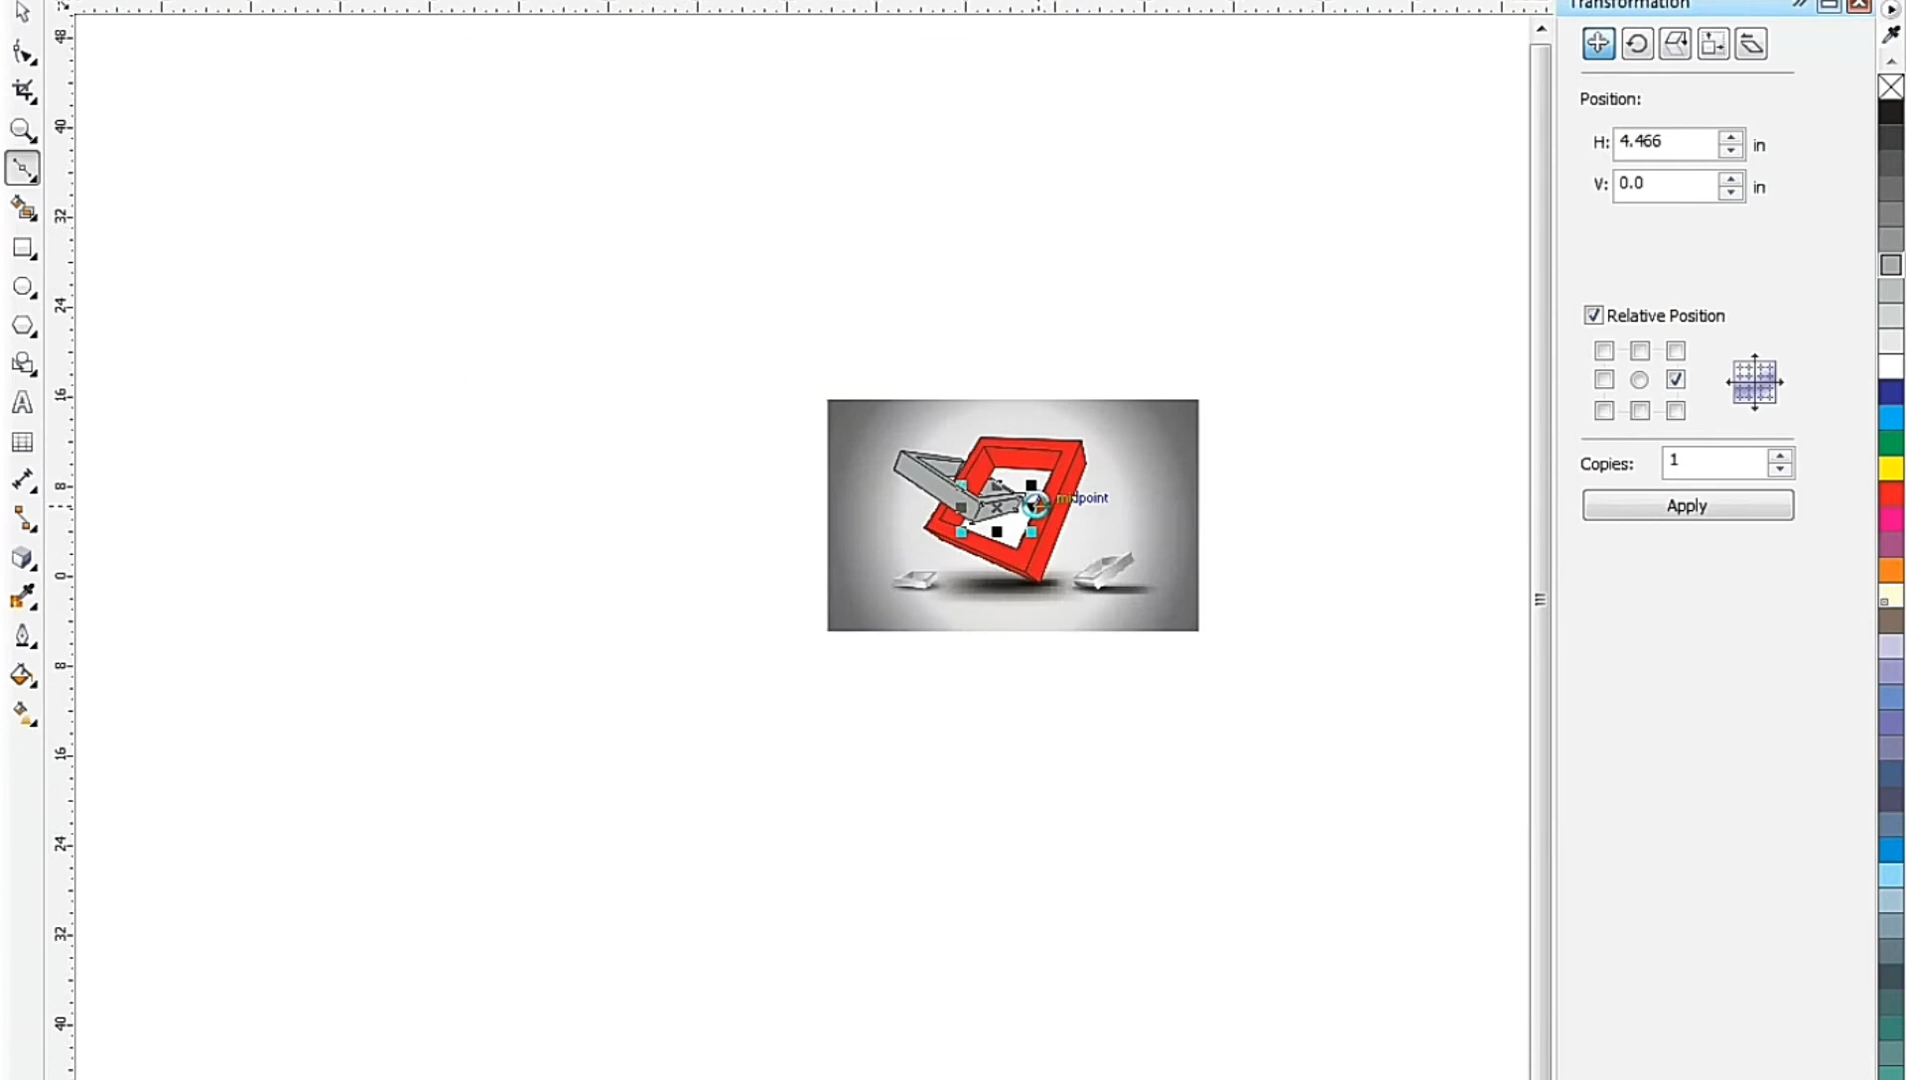 Transformation
Position:
H: 4.466 in
V: 0.0 in
Relative Position
Copies: 1
Apply
midpoint
48
40
32
24
16
8
0
8
16
24
32
40